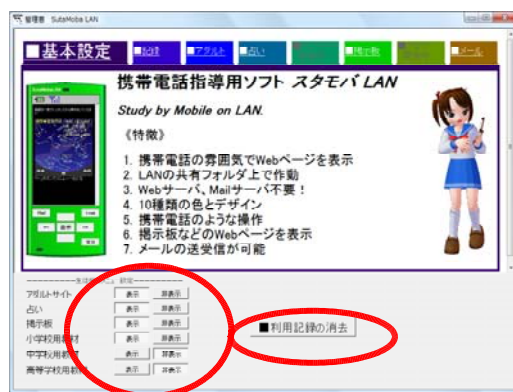 管理者 SutaMoba LAN
■基本設定 ■記録 ■アダルト ■占い ■掲示板 ■メール
携帯電話指導用ソフト スタモバ LAN
Study by Mobile on LAN.
《特徴》
1. 携帯電話の雰囲気でWebページを表示
2. LANの共有フォルダ上で作動
3. Webサーバ、Mailサーバ不要！
4. 10種類の色とデザイン
5. 携帯電話のような操作
6. 掲示板などのWebページを表示
7. メールの送受信が可能
アダルトサイト 表示 非表示
占い 表示 非表示
掲示板 表示 非表示
小学校用教材 表示 非表示
中学校用教材 表示 非表示
高等学校用教材 表示 非表示
■利用記録の消去